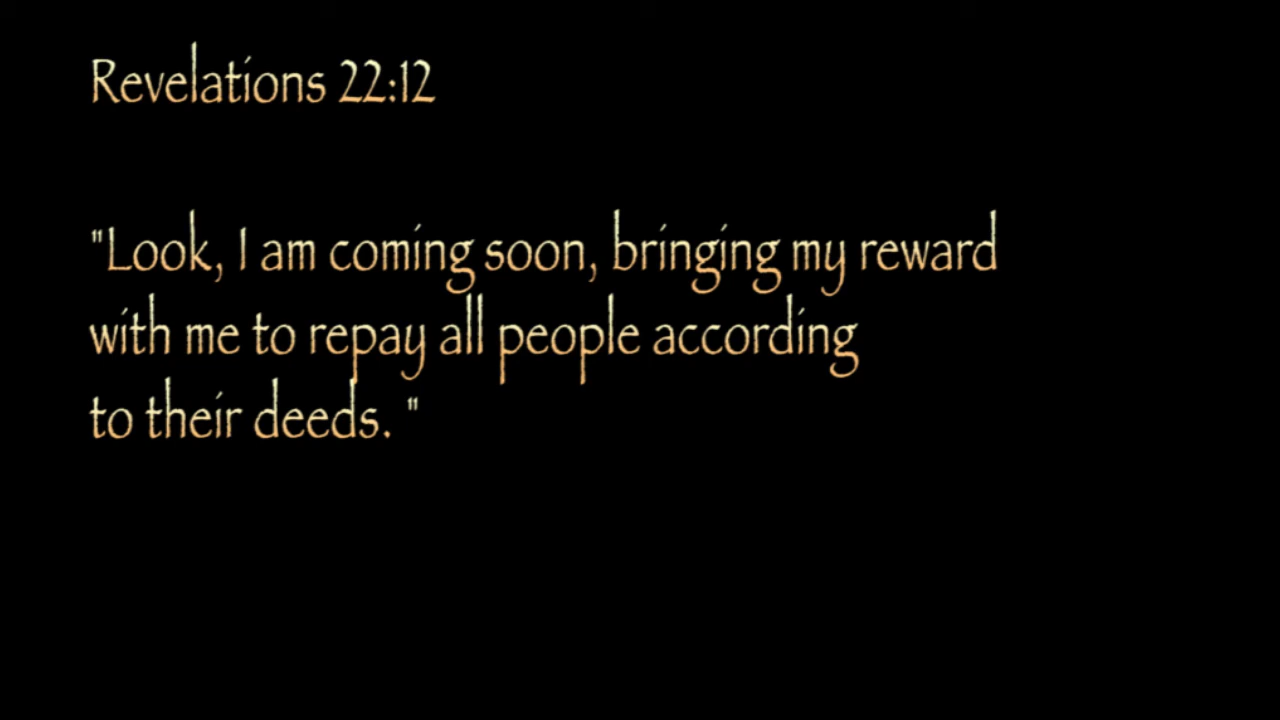 Revelations 22:12
"Look, I am coming soon, bringing my reward
with me to repay all people according
to their deeds. "